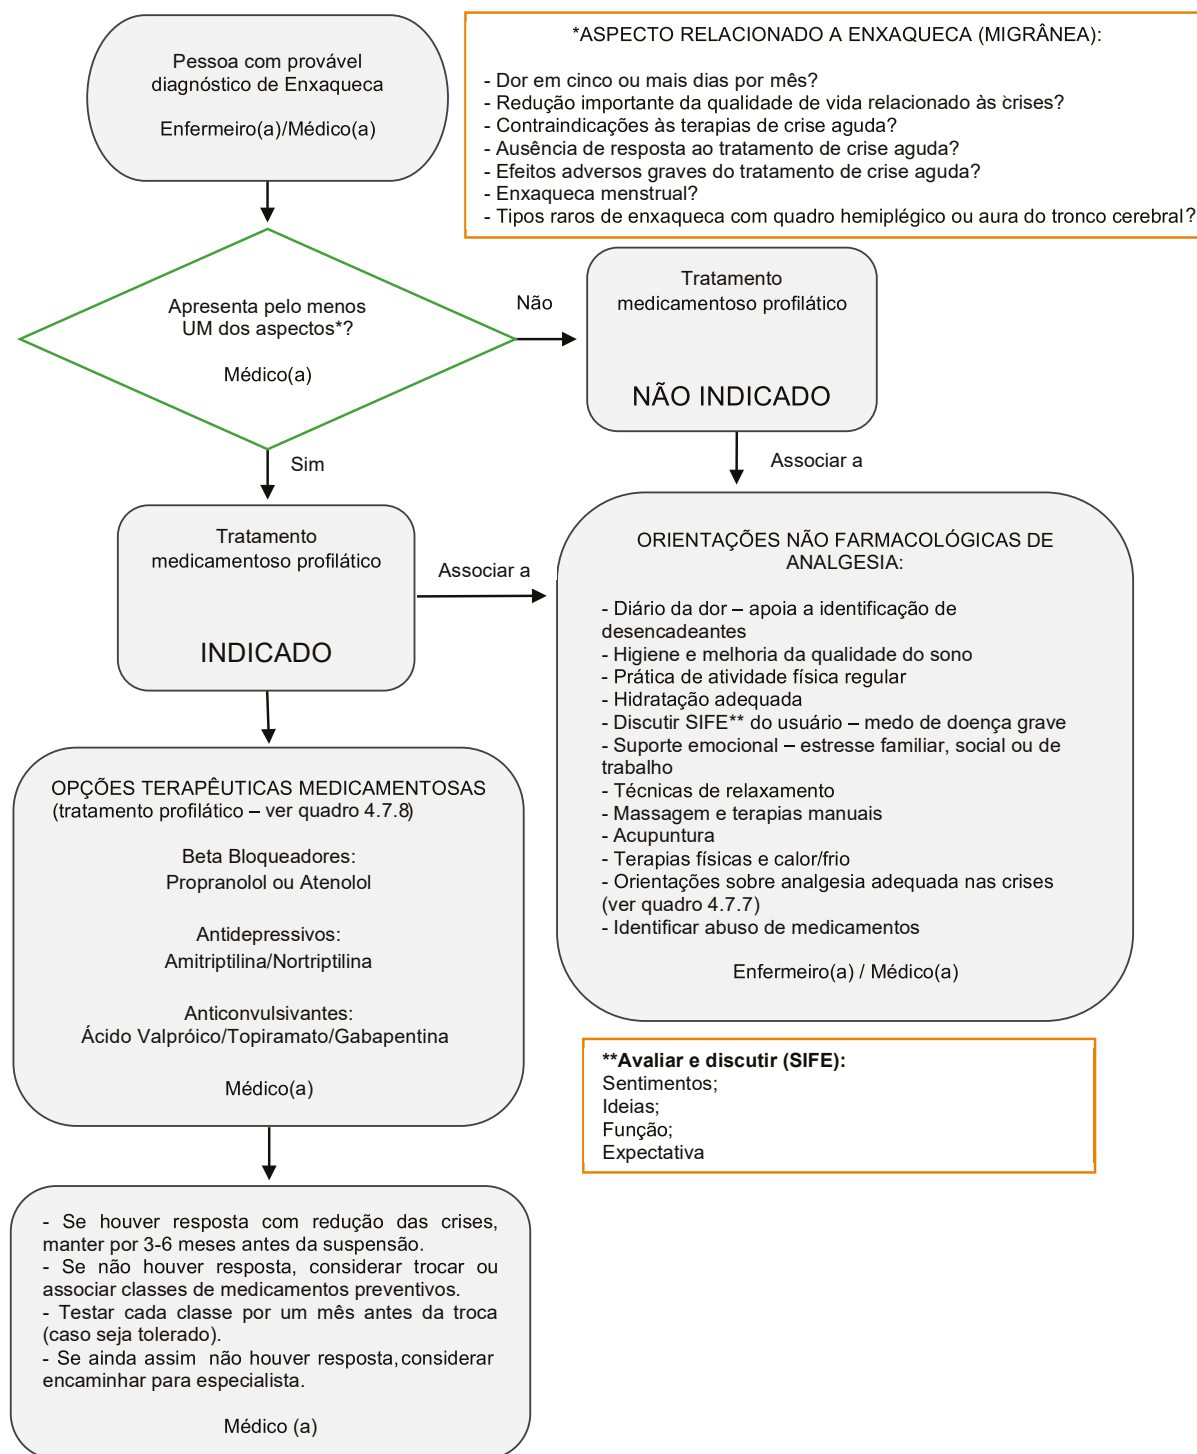 Pessoa com provável
diagnóstico de Enxaqueca
Enfermeiro(a)/Médico(a)
*ASPECTO RELACIONADO A ENXAQUECA (MIGRÂNEA):
- Dor em cinco ou mais dias por mês?
- Redução importante da qualidade de vida relacionado às crises?
- Contraindicações às terapias de crise aguda?
- Ausência de resposta ao tratamento de crise aguda?
- Efeitos adversos graves do tratamento de crise aguda?
- Enxaqueca menstrual?
- Tipos raros de enxaqueca com quadro hemiplégico ou aura do tronco cerebral?
Apresenta pelo menos
UM dos aspectos*?
Médico(a)
Não
Tratamento
medicamentoso profilático
NÃO INDICADO
Sim
Associar a
Tratamento
medicamentoso profilático
INDICADO
Associar a
ORIENTAÇÕES NÃO FARMACOLÓGICAS DE
ANALGESIA:
- Diário da dor – apoia a identificação de
desencadeantes
- Higiene e melhoria da qualidade do sono
- Prática de atividade física regular
- Hidratação adequada
- Discutir SIFE** do usuário – medo de doença grave
- Suporte emocional – estresse familiar, social ou de
trabalho
- Técnicas de relaxamento
- Massagem e terapias manuais
- Acupuntura
- Terapias físicas e calor/frio
- Orientações sobre analgesia adequada nas crises
(ver quadro 4.7.7)
- Identificar abuso de medicamentos
Enfermeiro(a) / Médico(a)
OPÇÕES TERAPÊUTICAS MEDICAMENTOSAS
(tratamento profilático – ver quadro 4.7.8)
Beta Bloqueadores:
Propranolol ou Atenolol
Antidepressivos:
Amitriptilina/Nortriptilina
Anticonvulsivantes:
Ácido Valpróico/Topiramato/Gabapentina
Médico(a)
**Avaliar e discutir (SIFE):
Sentimentos;
Ideias;
Função;
Expectativa
- Se houver resposta com redução das crises,
manter por 3-6 meses antes da suspensão.
- Se não houver resposta, considerar trocar ou
associar classes de medicamentos preventivos.
- Testar cada classe por um mês antes da troca
(caso seja tolerado).
- Se ainda assim não houver resposta, considerar
encaminhar para especialista.
Médico (a)